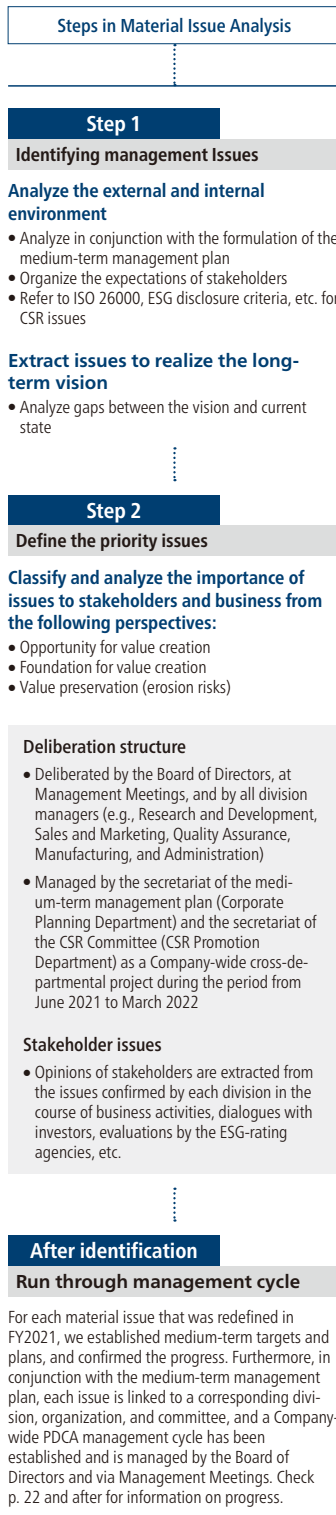 Steps in Material Issue Analysis
Step 1
Identifying management Issues
Analyze the external and internal
environment
• Analyze in conjunction with the formulation of the
medium-term management plan
• Organize the expectations of stakeholders
• Refer to ISO 26000, ESG disclosure criteria, etc. for
CSR issues
Extract issues to realize the long-
term vision
• Analyze gaps between the vision and current
state
Step 2
Define the priority issues
Classify and analyze the importance of
issues to stakeholders and business from
the following perspectives:
• Opportunity for value creation
• Foundation for value creation
• Value preservation (erosion risks)
Deliberation structure
• Deliberated by the Board of Directors, at
Management Meetings, and by all division
managers (e.g., Research and Development,
Sales and Marketing, Quality Assurance,
Manufacturing, and Administration)
• Managed by the secretariat of the medi-
um-term management plan (Corporate
Planning Department) and the secretariat of
the CSR Committee (CSR Promotion
Department) as a Company-wide cross-de-
partmental project during the period from
June 2021 to March 2022
Stakeholder issues
• Opinions of stakeholders are extracted from
the issues confirmed by each division in the
course of business activities, dialogues with
investors, evaluations by the ESG-rating
agencies, etc.
After identification
Run through management cycle
For each material issue that was redefined in
FY2021, we established medium-term targets and
plans, and confirmed the progress. Furthermore, in
conjunction with the medium-term management
plan, each issue is linked to a corresponding divi-
sion, organization, and committee, and a Company-
wide PDCA management cycle has been
established and is managed by the Board of
Directors and via Management Meetings. Check
p. 22 and after for information on progress.